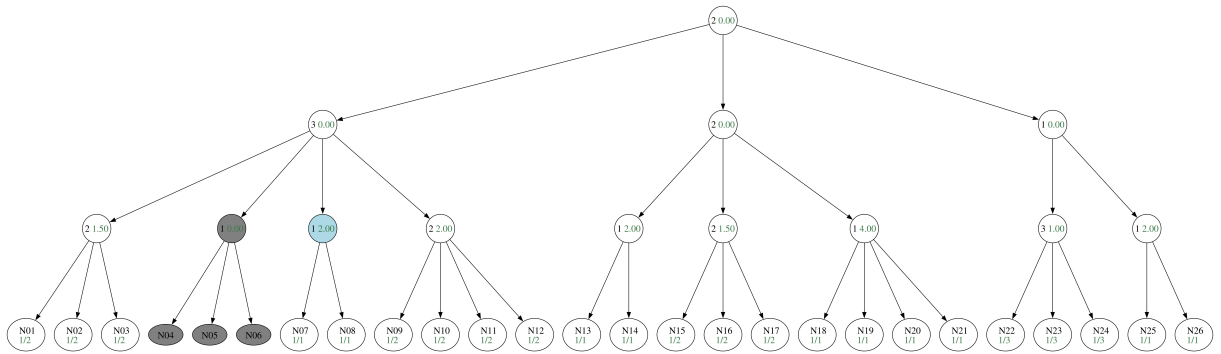 2 0.00
3 0.00
2 0.00
1 0.00
2 1.50
1 0.00
1 2.00
2 2.00
1 2.00
2 1.50
1 4.00
3 1.00
1 2.00
N01
1/2
N02
1/2
N03
1/2
N04
N05
N06
N07
1/1
N08
1/1
N09
1/2
N10
1/2
N11
1/2
N12
1/2
N13
1/1
N14
1/1
N15
1/2
N16
1/2
N17
1/2
N18
1/1
N19
1/1
N20
1/1
N21
1/1
N22
1/3
N23
1/3
N24
1/3
N25
1/1
N26
1/1